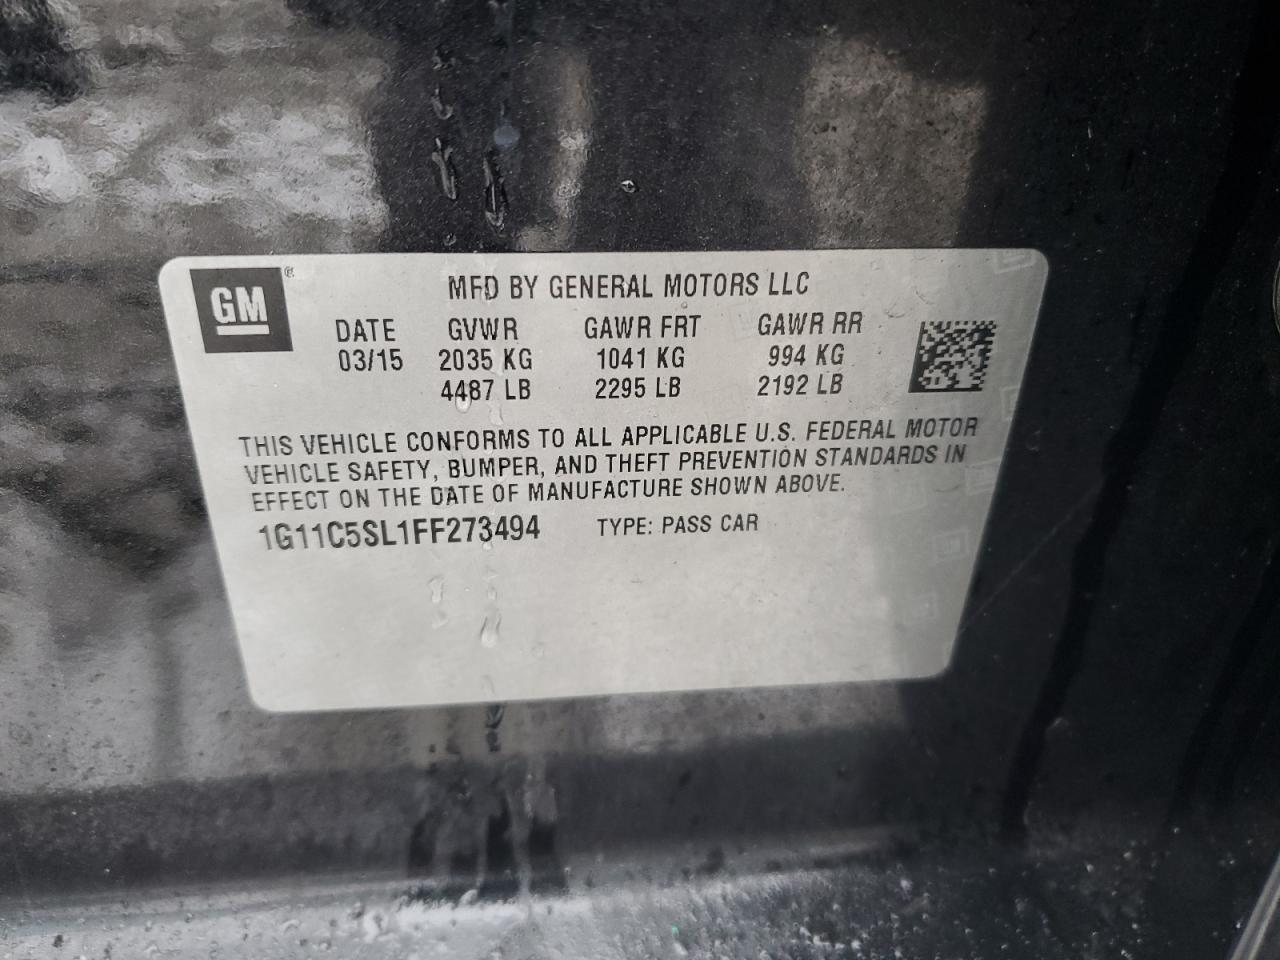 GM ®
MFD BY GENERAL MOTORS LLC
DATE GVWR GAWR FRT GAWR RR
03/15 2035 KG 1041 KG 994 KG
4487 LB 2295 LB 2192 LB
THIS VEHICLE CONFORMS TO ALL APPLICABLE U.S. FEDERAL MOTOR
VEHICLE SAFETY, BUMPER, AND THEFT PREVENTION STANDARDS IN
EFFECT ON THE DATE OF MANUFACTURE SHOWN ABOVE.
1G11C5SL1FF273494 TYPE: PASS CAR